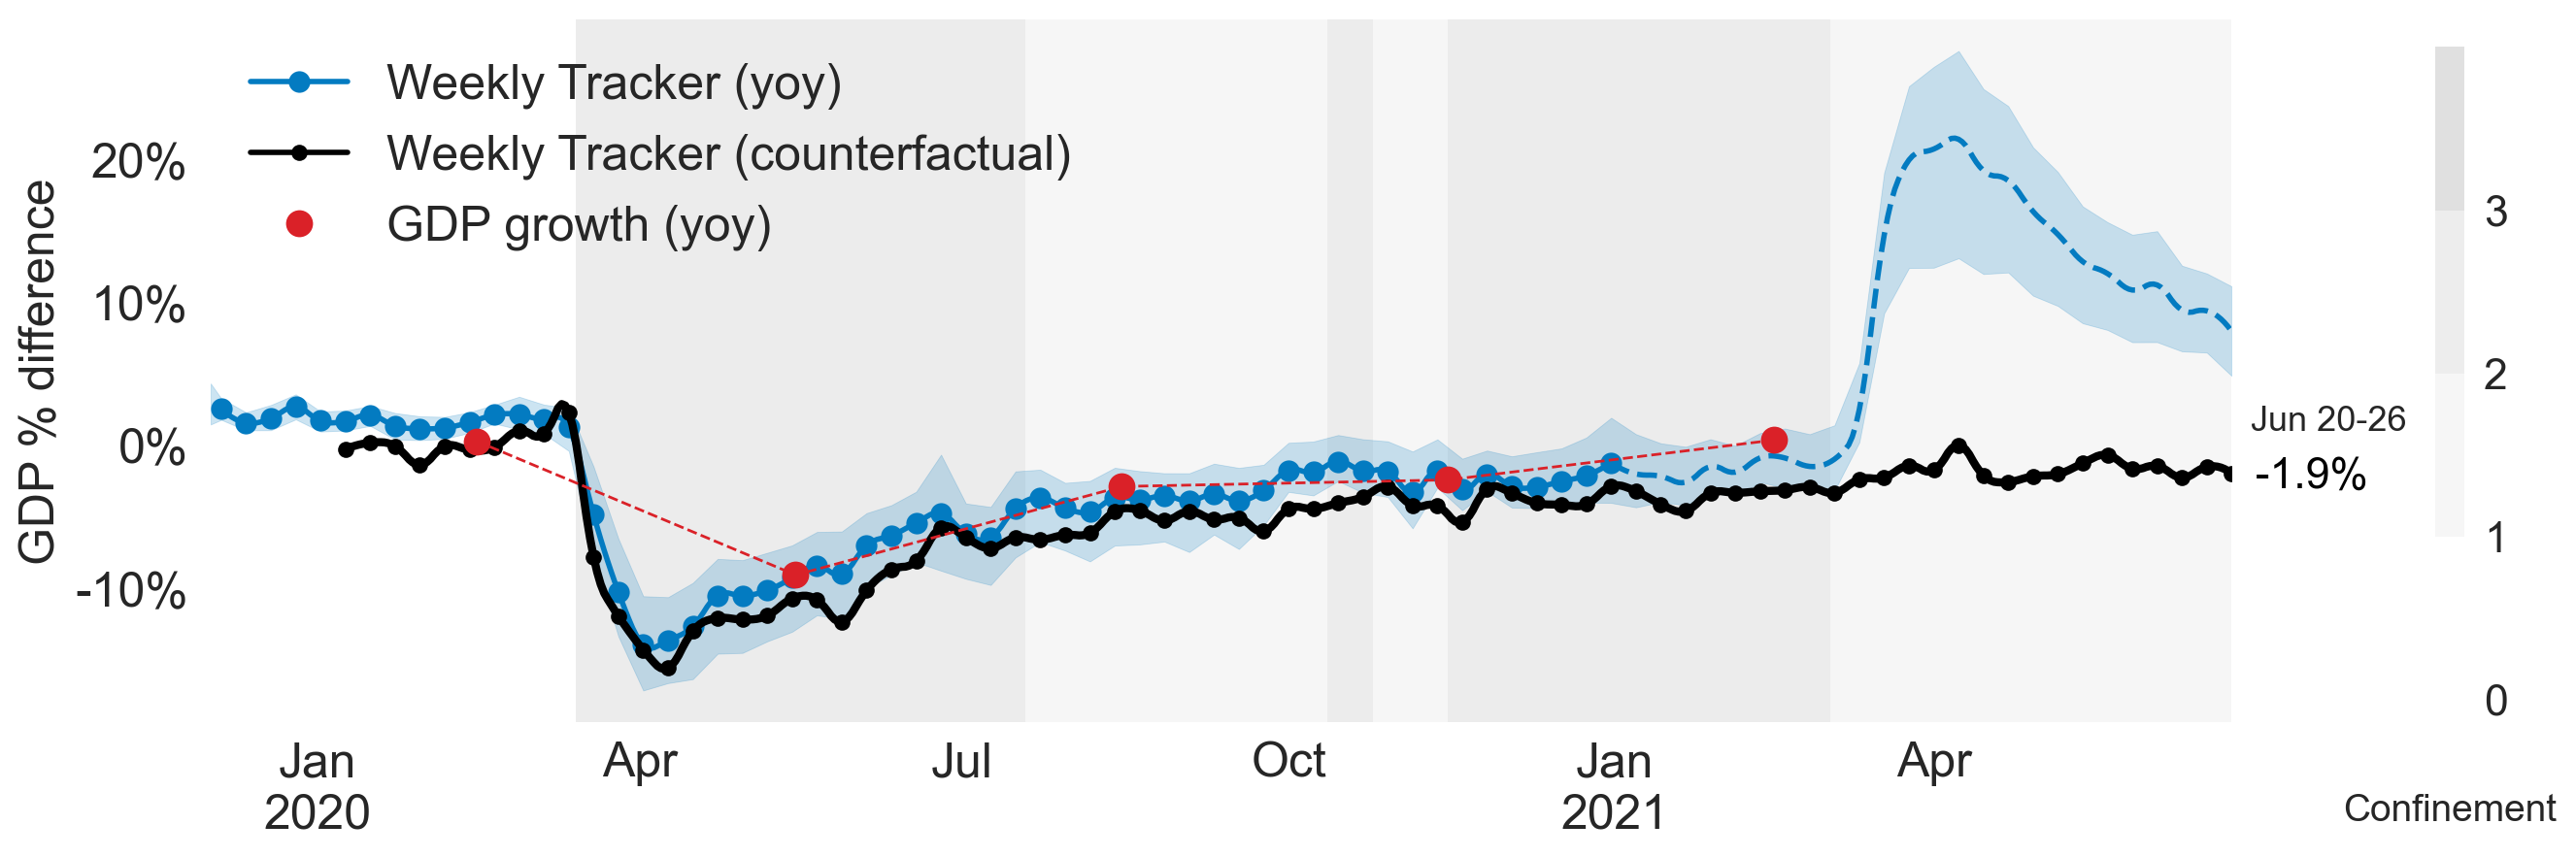 Weekly Tracker (yoy)
Weekly Tracker (counterfactual)
GDP growth (yoy)
GDP % difference
20%
10%
0%
-10%
Jan
2020
Apr
Jul
Oct
Jan
2021
Apr
Jun 20-26
-1.9%
3
2
1
0
Confinement